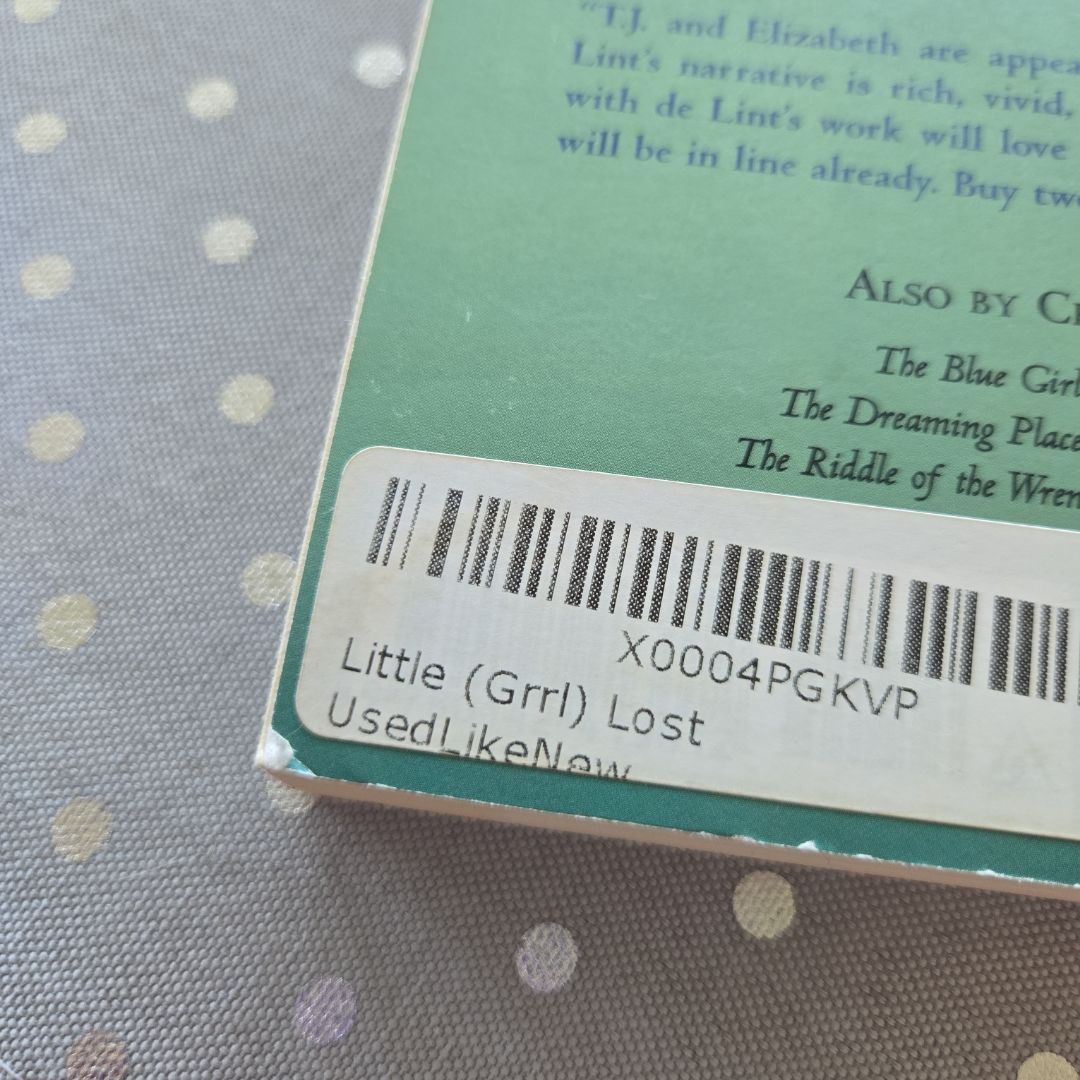 "T.J. and Elizabeth are appea
Lint's narrative is rich, vivid,
with de Lint's work will love
will be in line already. Buy tw
ALSO BY C
The Blue Girl
The Dreaming Place
The Riddle of the Wren
X0004PGKVP
Little (Grrl) Lost
UsedLikeNew